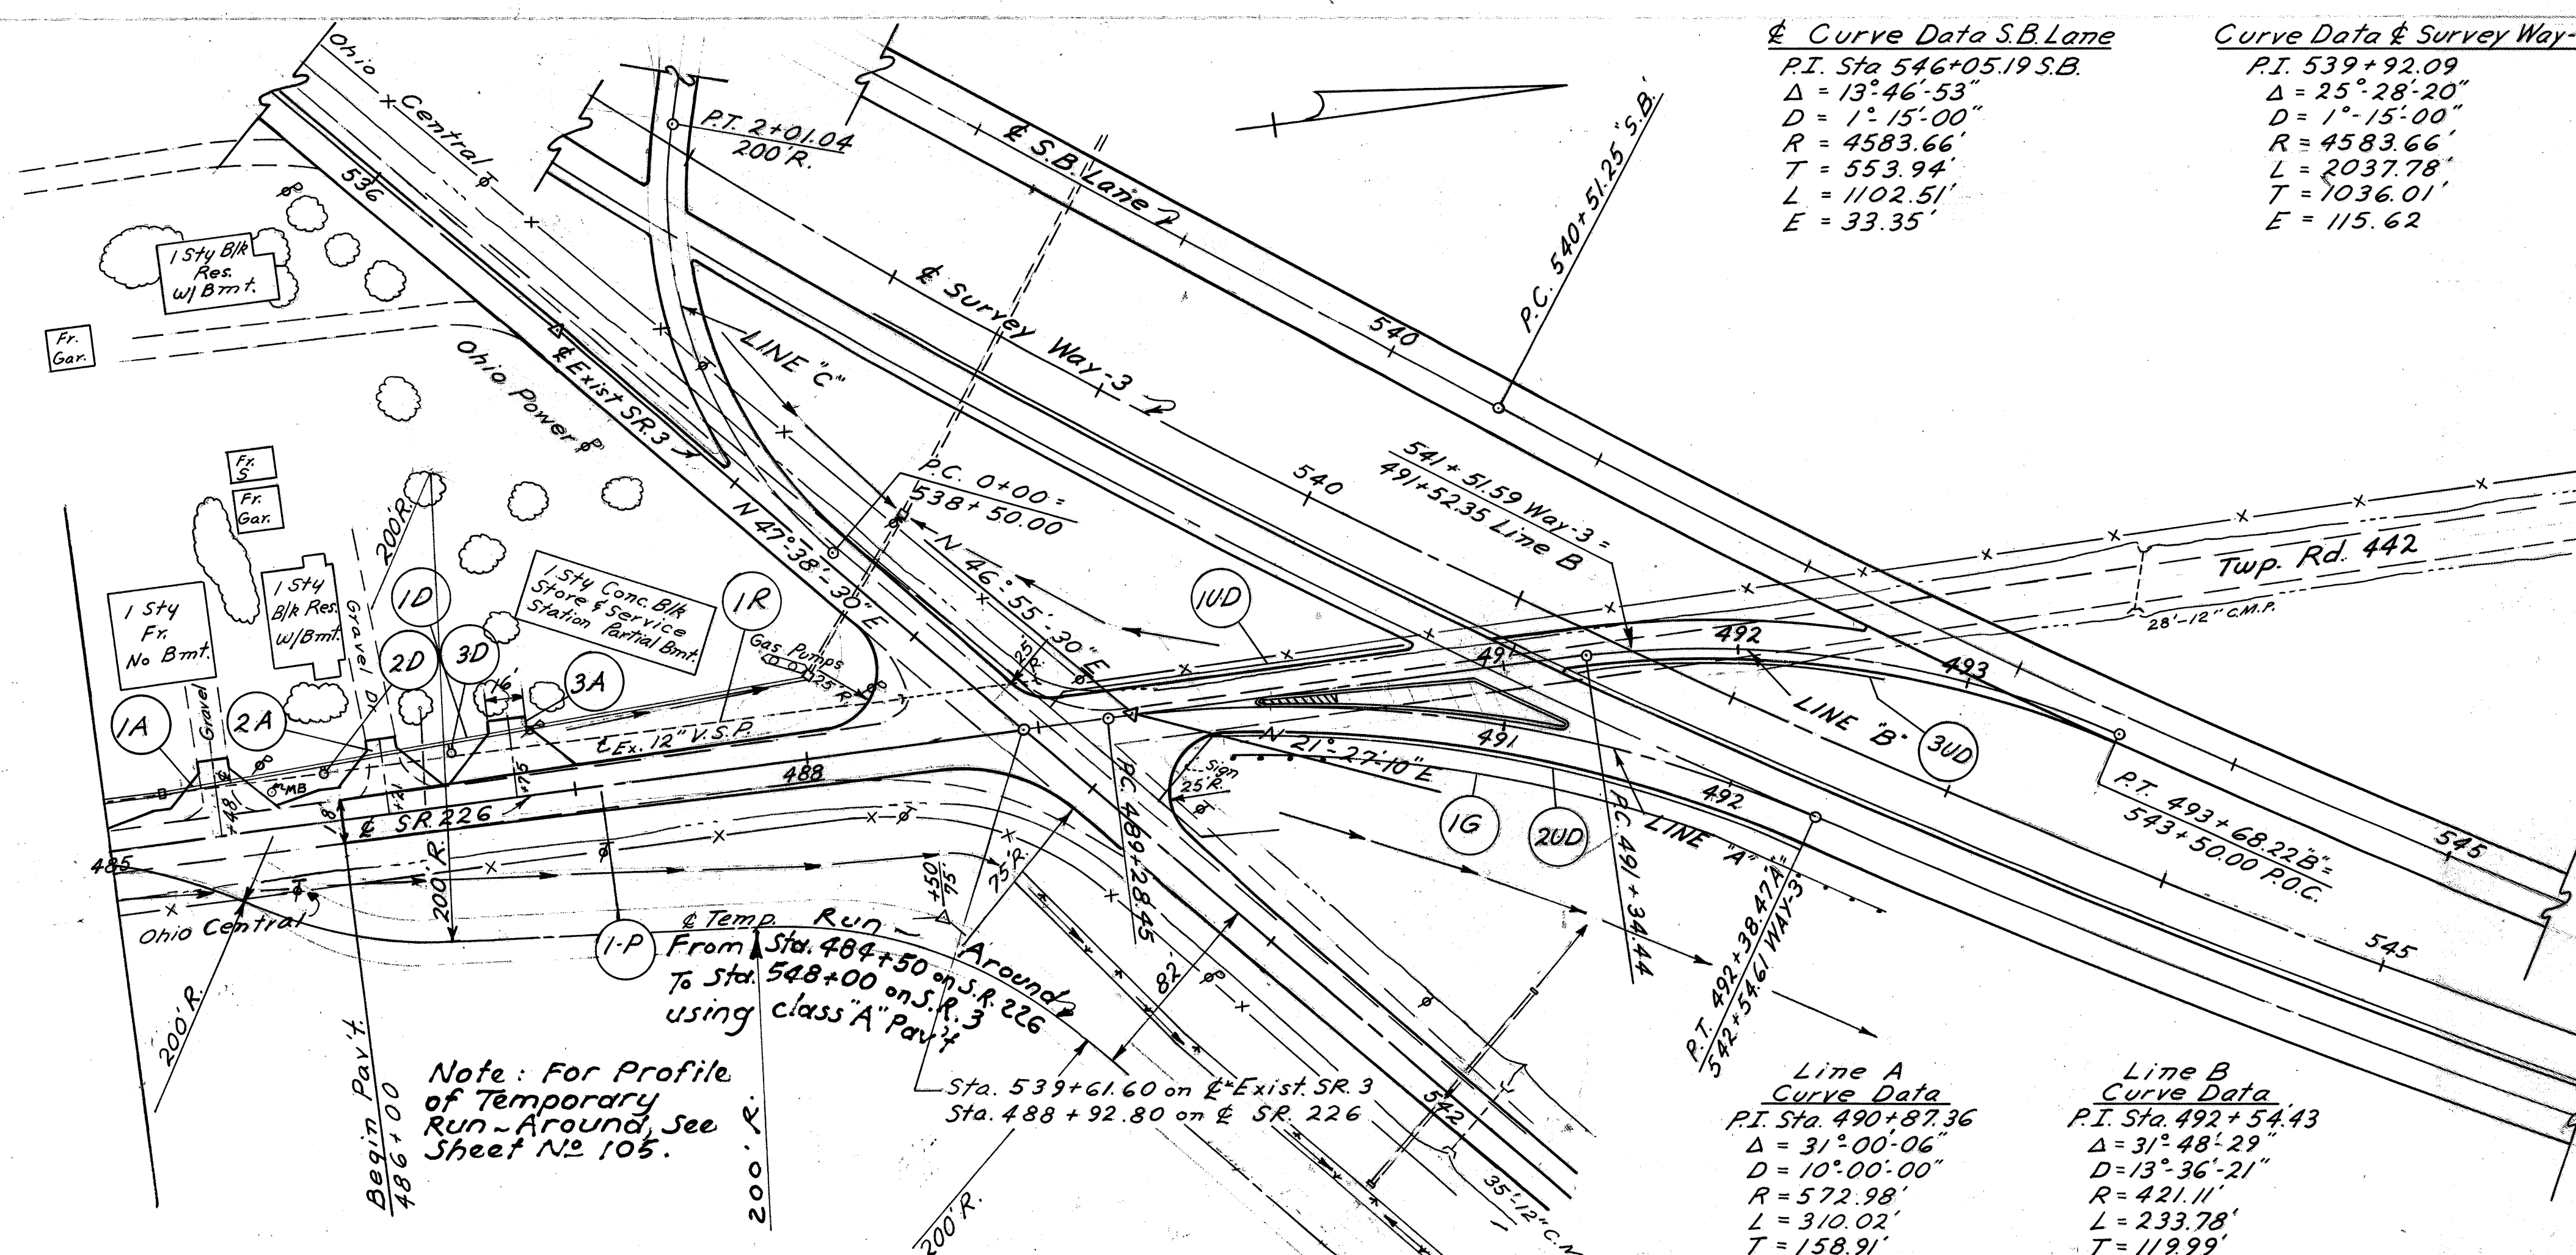 ℄ Curve Data S.B. Lane
P.I. Sta 546+05.19 S.B.
Δ = 13°-46'-53"
D = 1°-15'-00"
R = 4583.66'
T = 553.94'
L = 1102.51'
E = 33.35'
Curve Data ℄ Survey Way-
P.I. 539+92.09
Δ = 25°-28'-20"
D = 1°-15'-00"
R = 4583.66'
L = 2037.78'
T = 1036.01'
E = 115.62
Ohio Central
P.T. 2+01.04
200'R.
℄ S.B. Lane
P.C. 540+51.25 S.B.
536
1 Sty Blk
Res.
w/ Bmt.
Fr.
Gar.
Ohio Power
℄ Exist SR.3
LINE "C"
℄ Survey Way-3
540
540
541+51.59 Way-3 =
491+52.35 Line B
Fr.
S
Fr.
Gar.
200'R.
N 47°-38'-30" E
P.C. 0+00 =
538+50.00
N 46°-55'-30" E
Twp. Rd. 442
28'-12" C.M.P.
1 Sty
Fr.
No Bmt.
1 Sty
Blk Res.
w/Bmt.
Gravel Dr.
1 Sty Conc. Blk
Store & Service
Station Partial Bmt.
Gas Pumps
25'R.
25'R.
1D
2D
3D
16'
3A
1R
1UD
1A
2A
Gravel
MB
Ex. 12" V.S.P.
+48
+21
+75
18'
488
℄ SR. 226
485
491
492
493
LINE "B"
3UD
N 21°-27'-10" E
491
Sign
25'R.
492
1G
2UD
LINE "A"
P.C. 489+28.45
P.C. 491+34.44
P.T. 492+38.47"A"=
542+54.61 WAY-3
P.T. 493+68.22"B"=
543+50.00 P.O.C.
545
545
Ohio Central
200'R.
200'R.
+50
75'
75'R.
82'
1-P
℄ Temp. Run - Around
From Sta. 484+50 on S.R. 226
To Sta. 548+00 on S.R. 3
using class "A" Pav't
Begin Pav't.
486+00
Note: For Profile
of Temporary
Run-Around, see
Sheet Nº 105.
200'R.
200'R.
Sta. 539+61.60 on ℄ Exist. SR. 3
Sta. 488+92.80 on ℄ SR. 226
542
35'-12" C.M
Line A
Curve Data
P.I. Sta. 490+87.36
Δ = 31°-00'-06"
D = 10°-00'-00"
R = 572.98'
L = 310.02'
T = 158.91'
Line B
Curve Data
P.I. Sta. 492+54.43
Δ = 31°-48'-29"
D = 13°-36'-21"
R = 421.11'
L = 233.78'
T = 119.99'